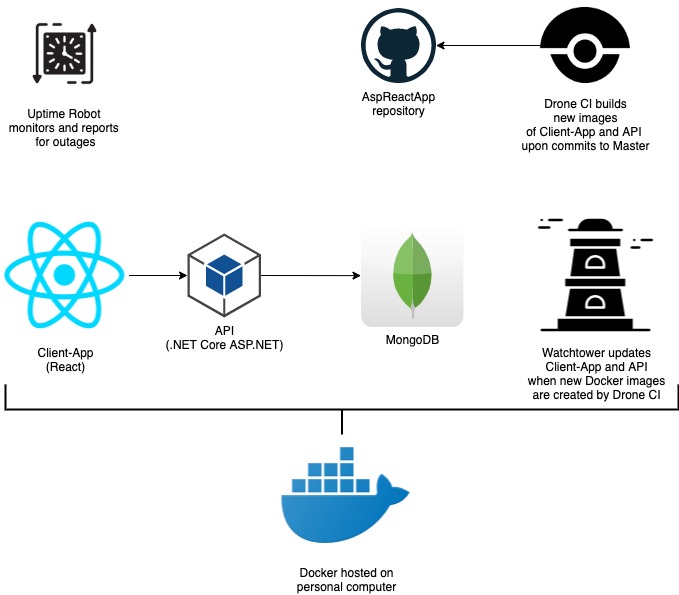 Uptime Robot
monitors and reports
for outages
AspReactApp
repository
Drone CI builds
new images
of Client-App and API
upon commits to Master
Client-App
(React)
API
(.NET Core ASP.NET)
MongoDB
Watchtower updates
Client-App and API
when new Docker images
are created by Drone CI
Docker hosted on
personal computer